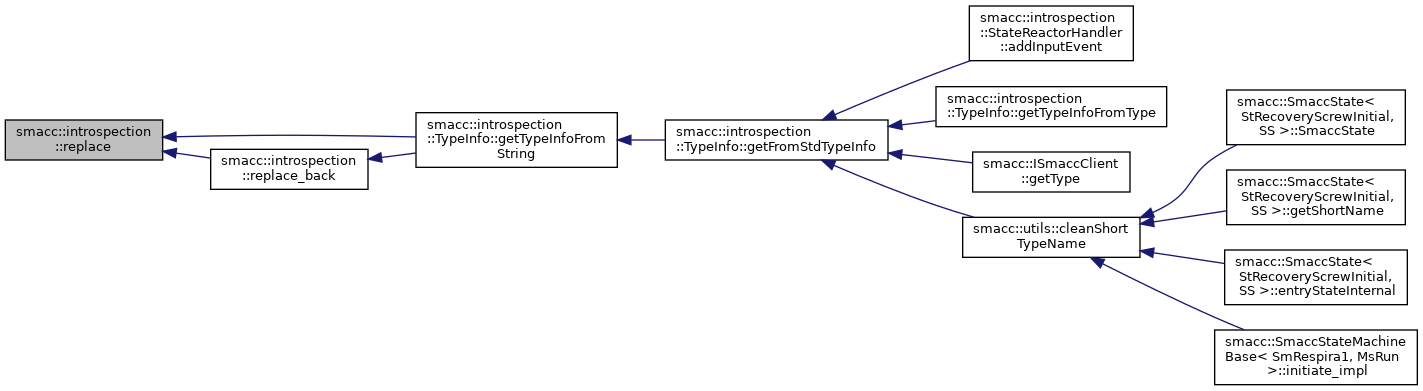 smacc::introspection
::replace
smacc::introspection
::replace_back
smacc::introspection
::TypeInfo::getTypeInfoFrom
String
smacc::introspection
::TypeInfo::getFromStdTypeInfo
smacc::introspection
::StateReactorHandler
::addInputEvent
smacc::introspection
::TypeInfo::getTypeInfoFromType
smacc::ISmaccClient
::getType
smacc::utils::cleanShort
TypeName
smacc::SmaccState<
StRecoveryScrewInitial,
SS >::SmaccState
smacc::SmaccState<
StRecoveryScrewInitial,
SS >::getShortName
smacc::SmaccState<
StRecoveryScrewInitial,
SS >::entryStateInternal
smacc::SmaccStateMachine
Base< SmRespira1, MsRun
>::initiate_impl